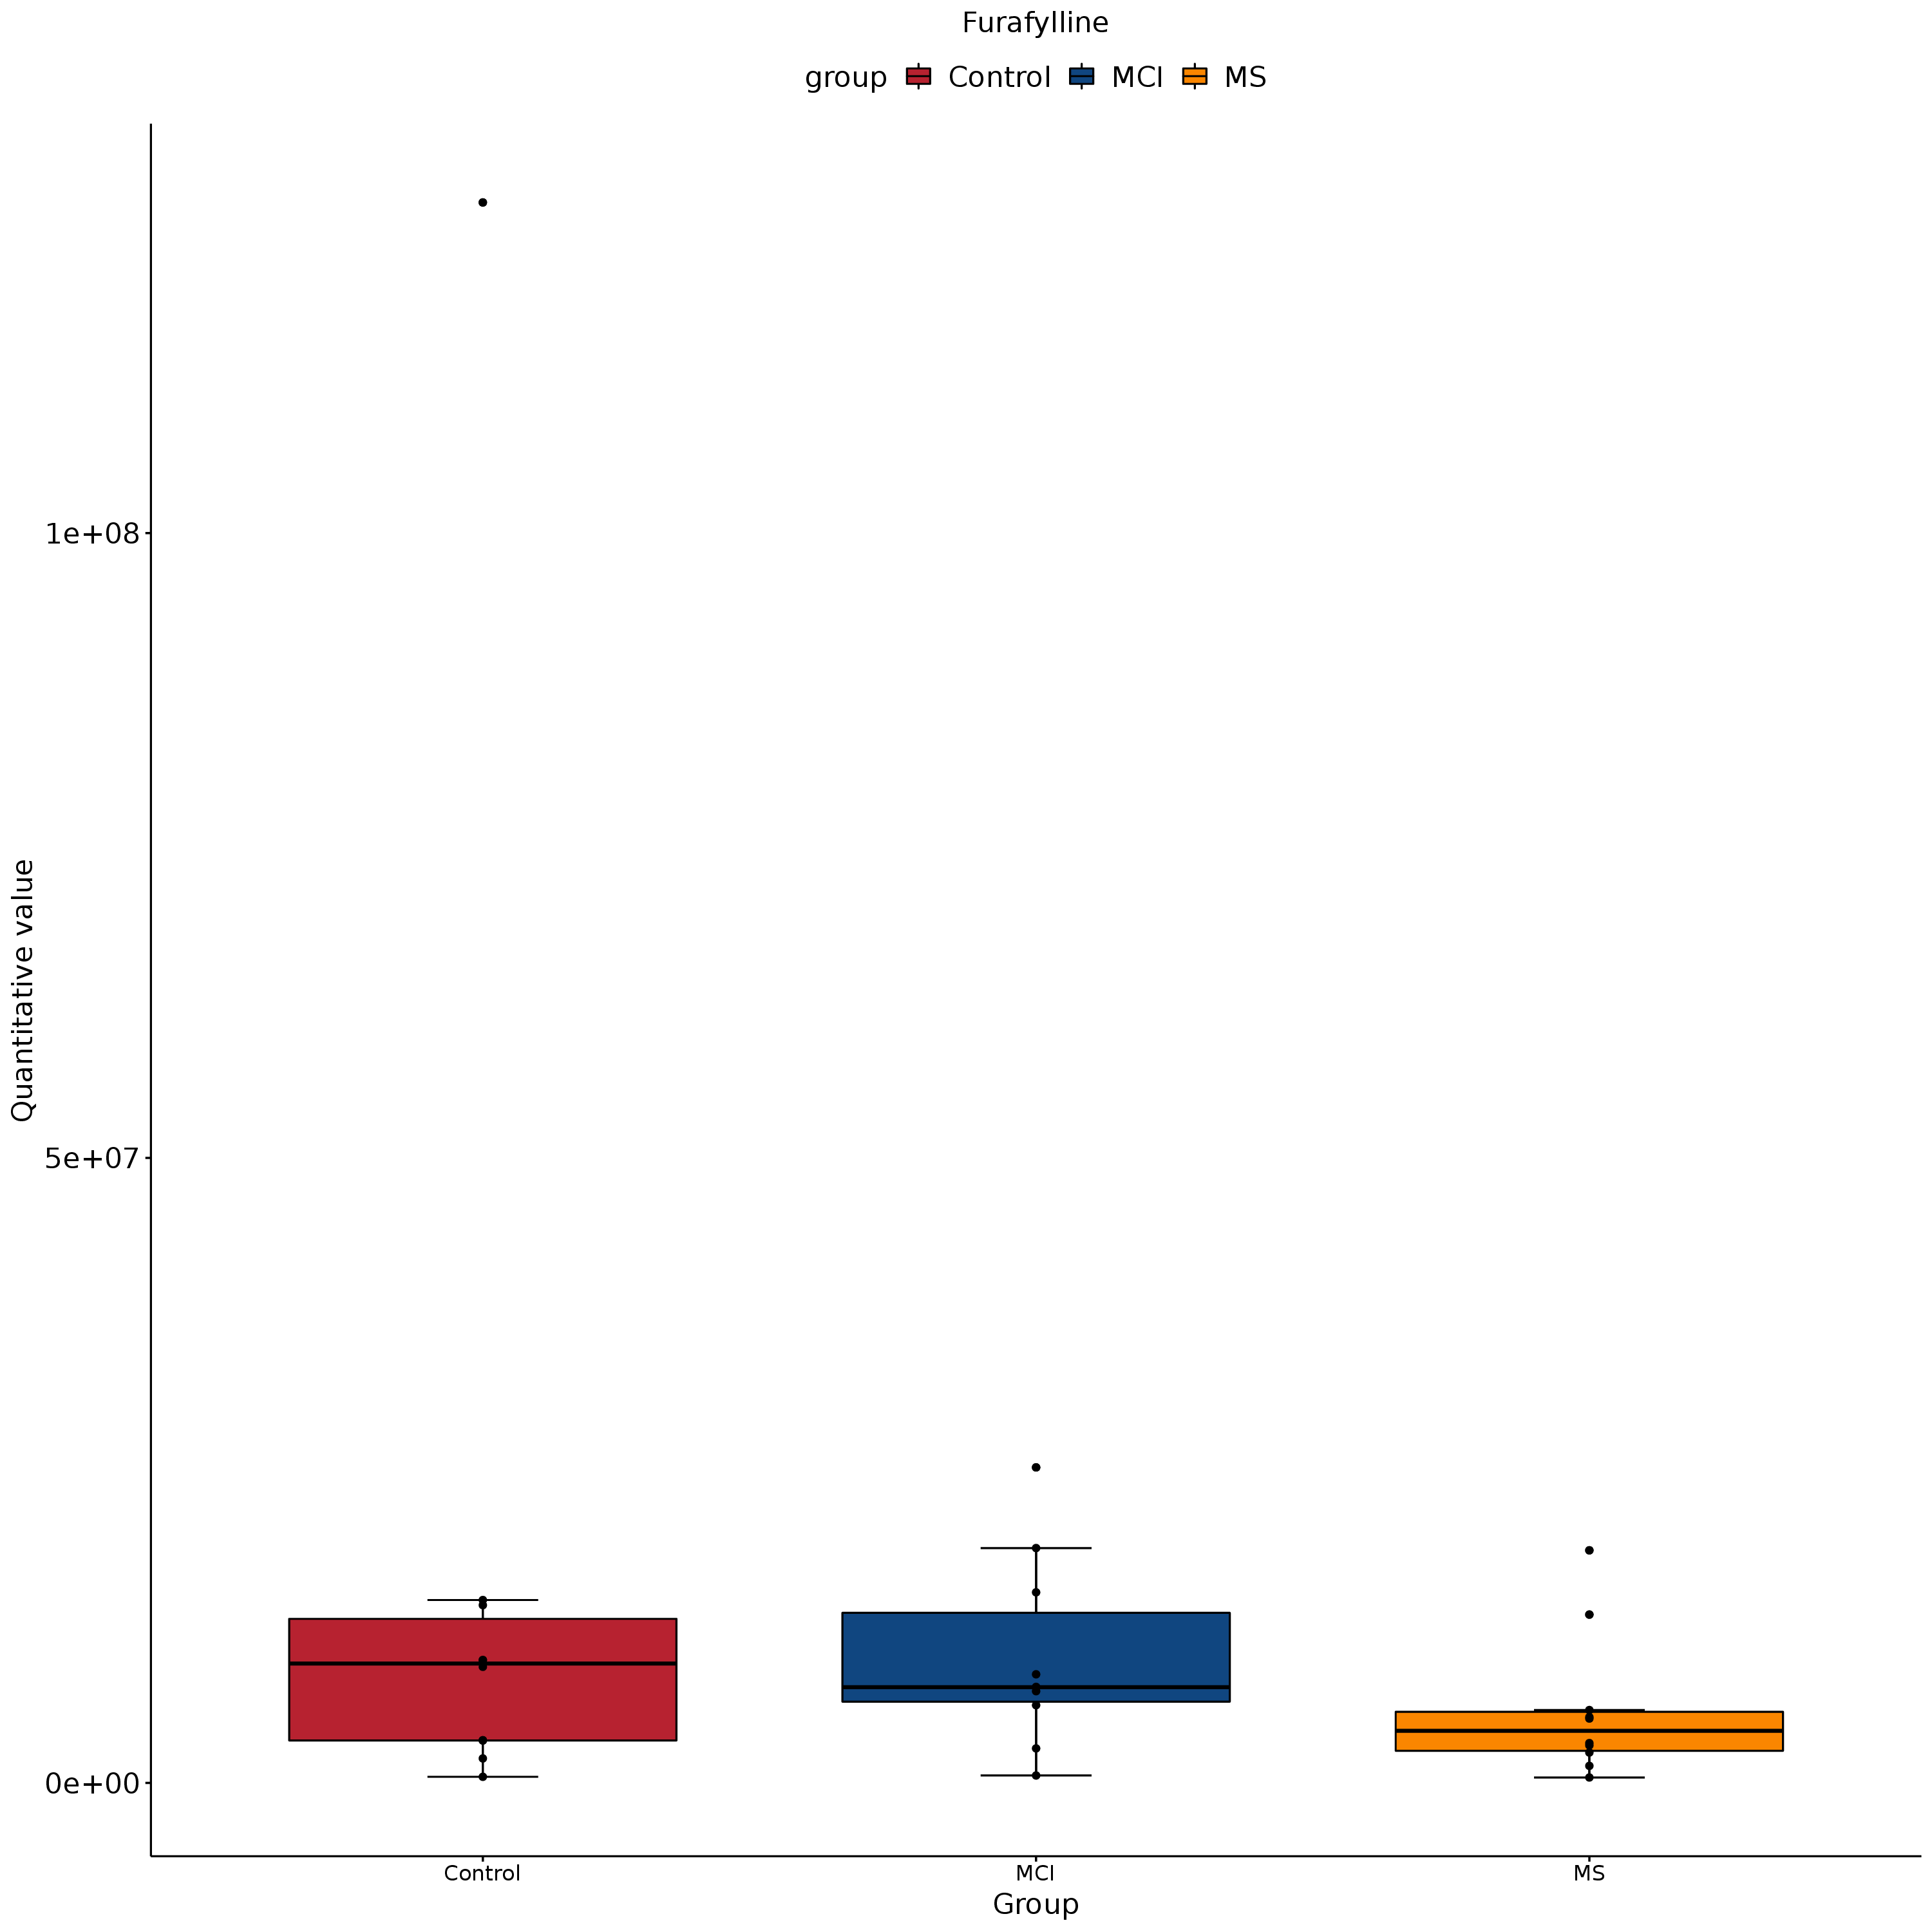 Furafylline
group Control MCI MS
1e+08
5e+07
0e+00
Quantitative value
Control MCI MS
Group